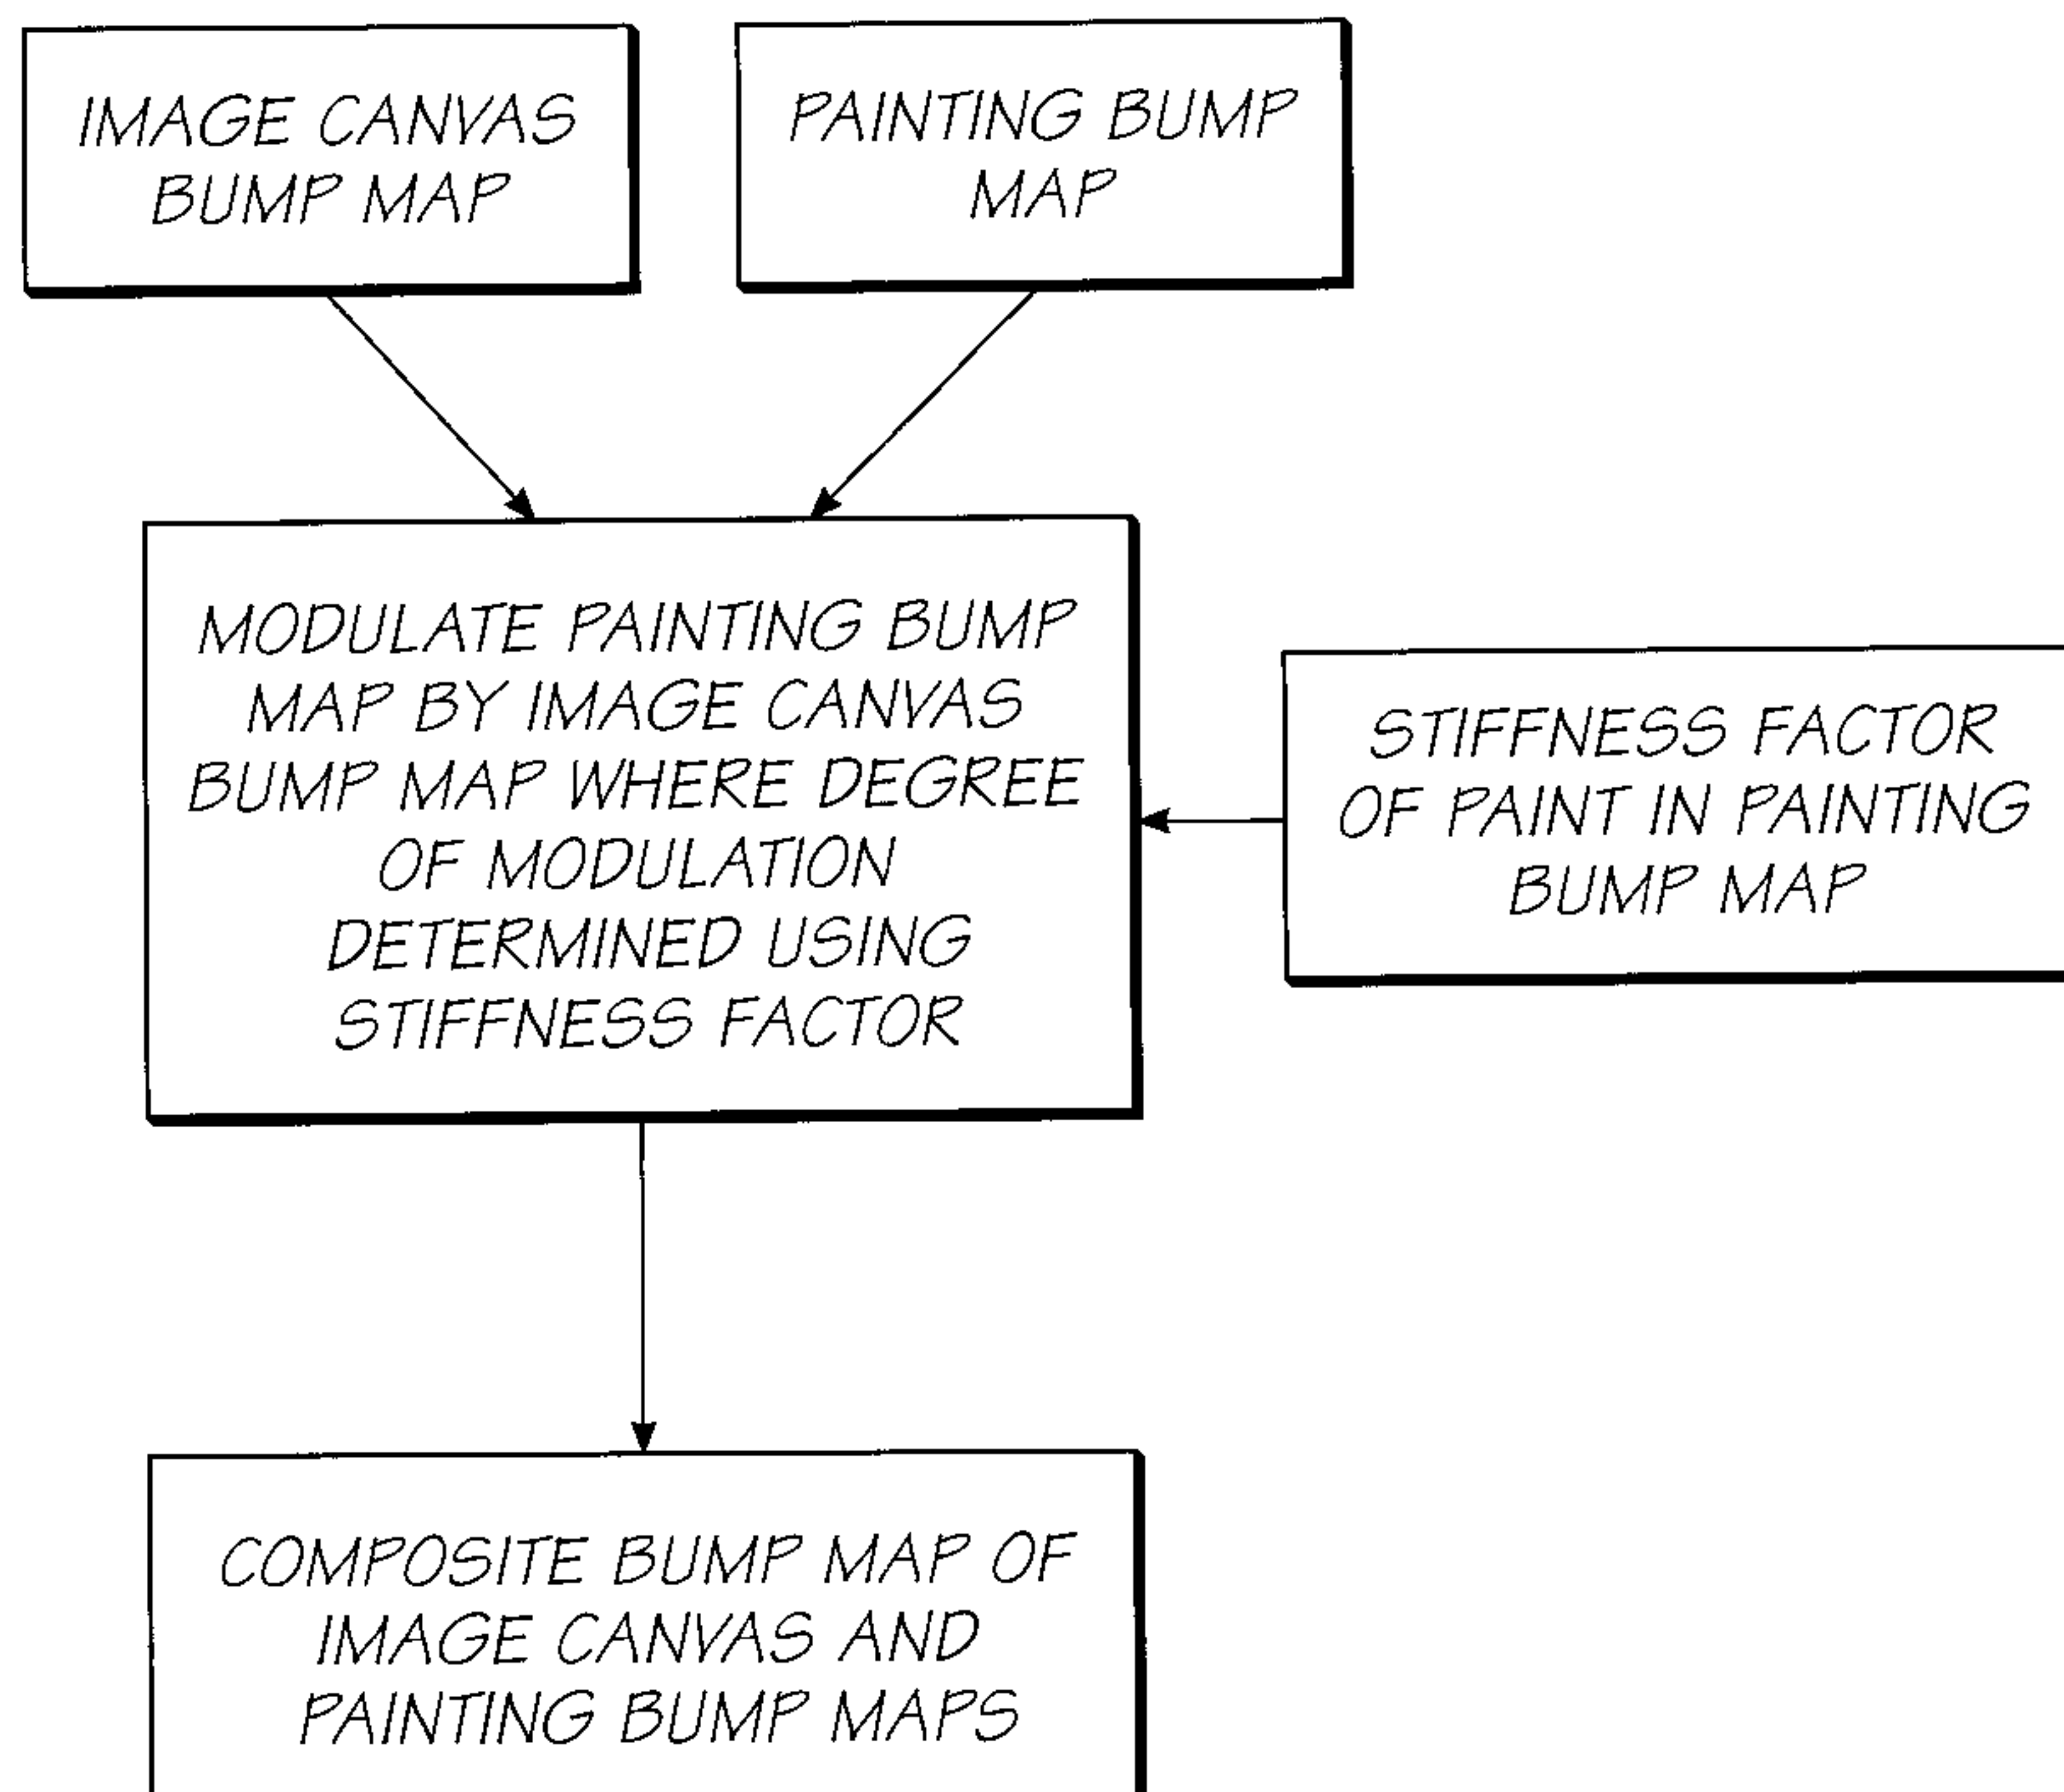 IMAGE CANVAS
BUMP MAP
PAINTING BUMP
MAP
MODULATE PAINTING BUMP
MAP BY IMAGE CANVAS
BUMP MAP WHERE DEGREE
OF MODULATION
DETERMINED USING
STIFFNESS FACTOR
STIFFNESS FACTOR
OF PAINT IN PAINTING
BUMP MAP
COMPOSITE BUMP MAP OF
IMAGE CANVAS AND
PAINTING BUMP MAPS